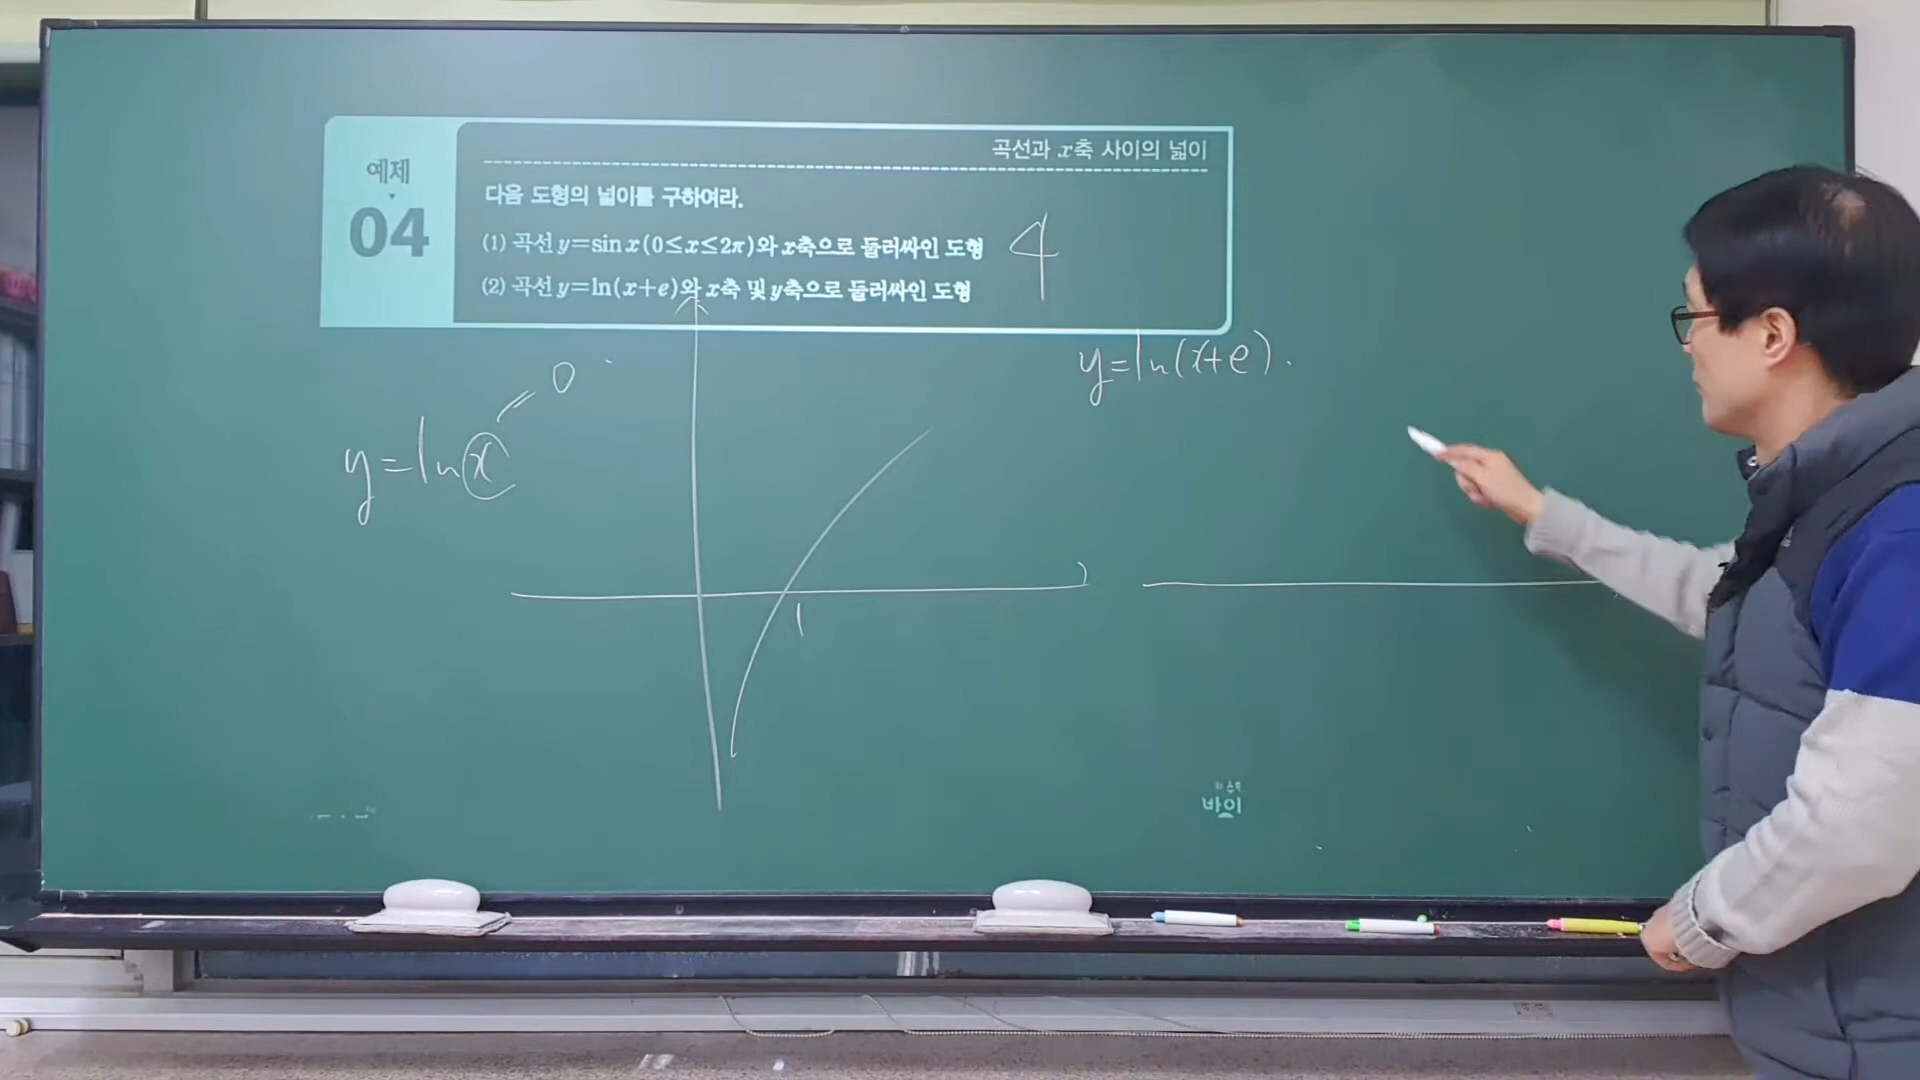 곡선과 x축 사이의 넓이
예제
04
다음 도형의 넓이를 구하여라.
(1) 곡선 y=sin x(0≤x≤2π)와 x축으로 둘러싸인 도형
4
(2) 곡선 y=ln(x+e)와 x축 및 y축으로 둘러싸인 도형
y=ln(x+e).
0
y=ln x
1
바이